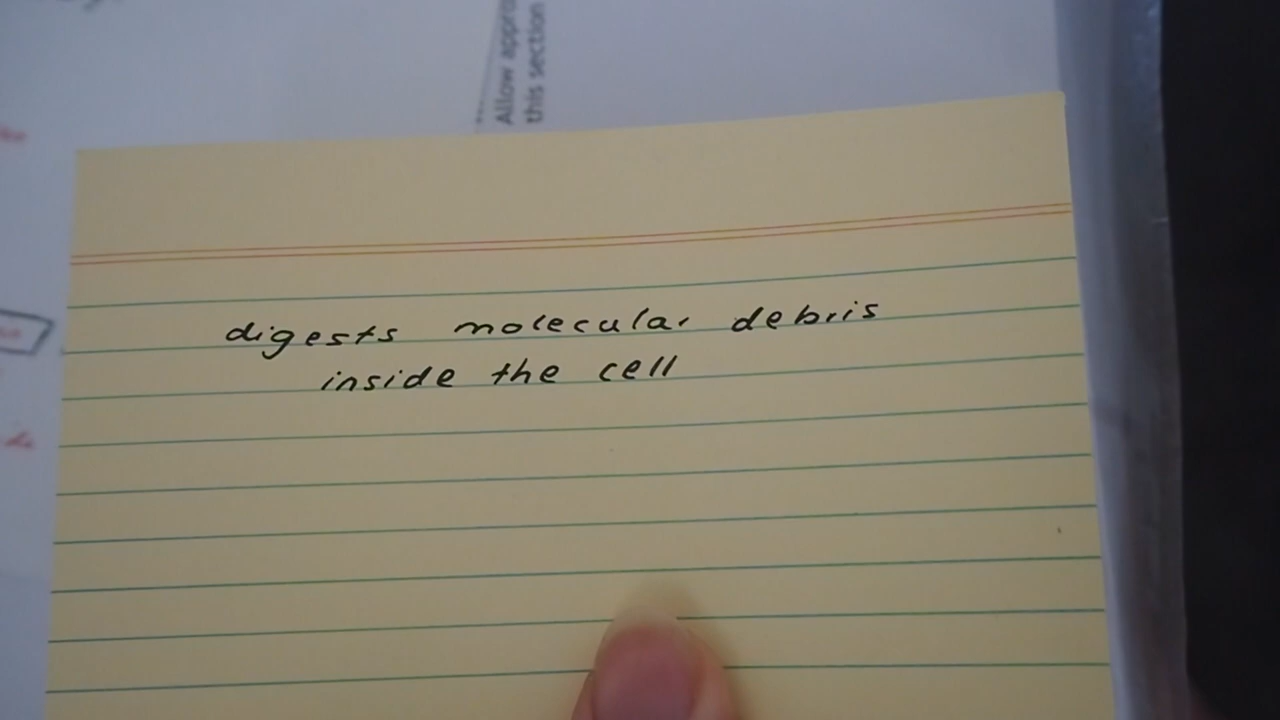 Allow appro
this section
digests molecular debris
inside the cell